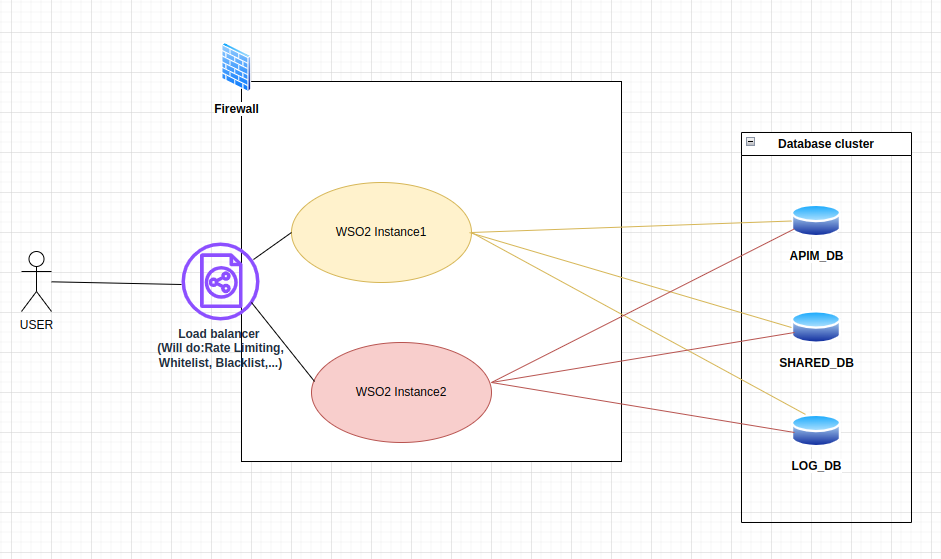 Firewall
Database cluster
WSO2 Instance1
APIM_DB
USER
Load balancer
(Will do:Rate Limiting,
Whitelist, Blacklist,...)
SHARED_DB
WSO2 Instance2
LOG_DB